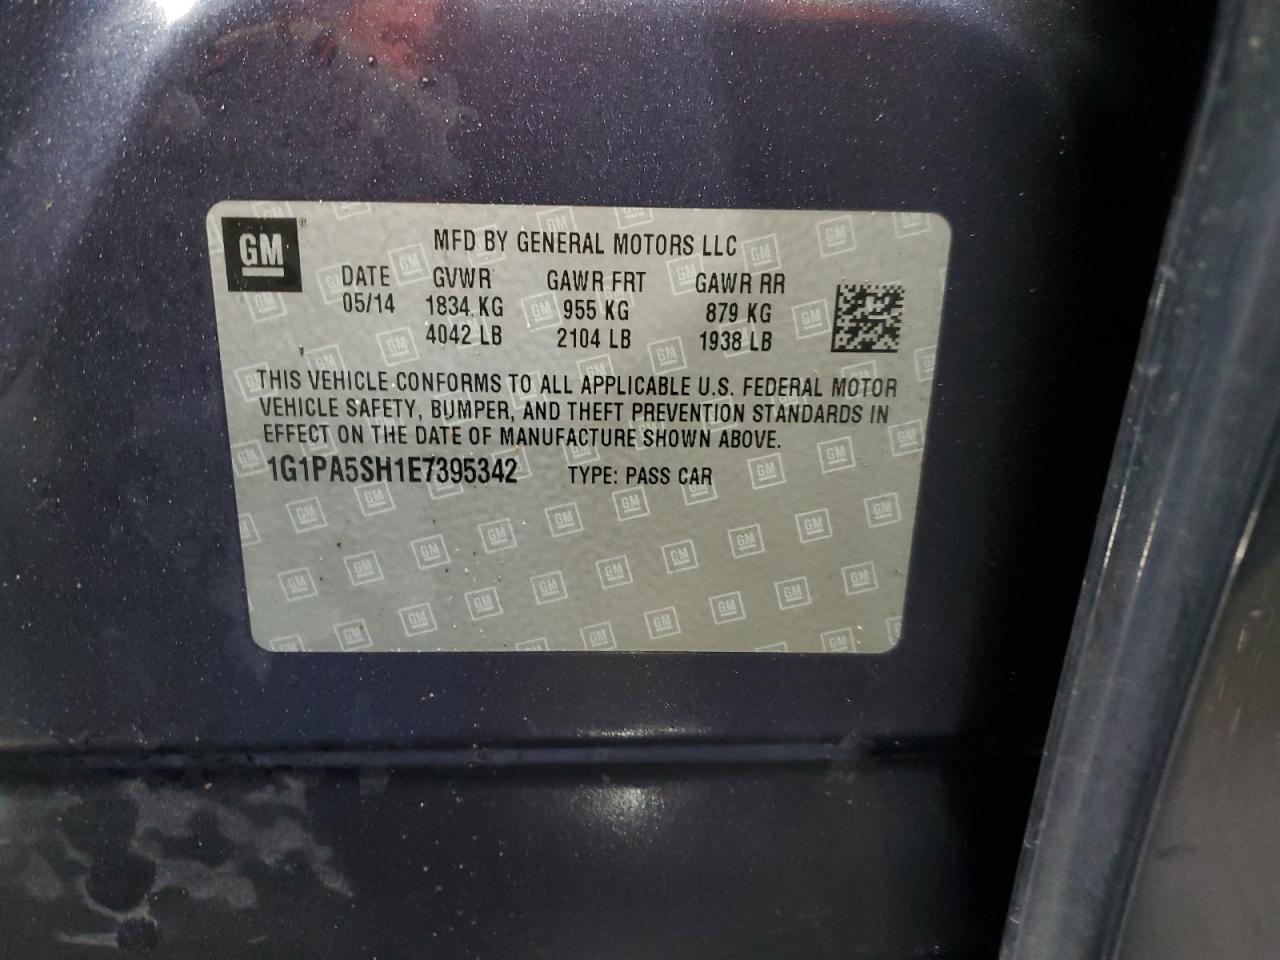 GM
MFD BY GENERAL MOTORS LLC
DATE GVWR GAWR FRT GAWR RR
05/14 1834 KG 955 KG 879 KG
4042 LB 2104 LB 1938 LB
THIS VEHICLE CONFORMS TO ALL APPLICABLE U.S. FEDERAL MOTOR
VEHICLE SAFETY, BUMPER, AND THEFT PREVENTION STANDARDS IN
EFFECT ON THE DATE OF MANUFACTURE SHOWN ABOVE.
1G1PA5SH1E7395342 TYPE: PASS CAR